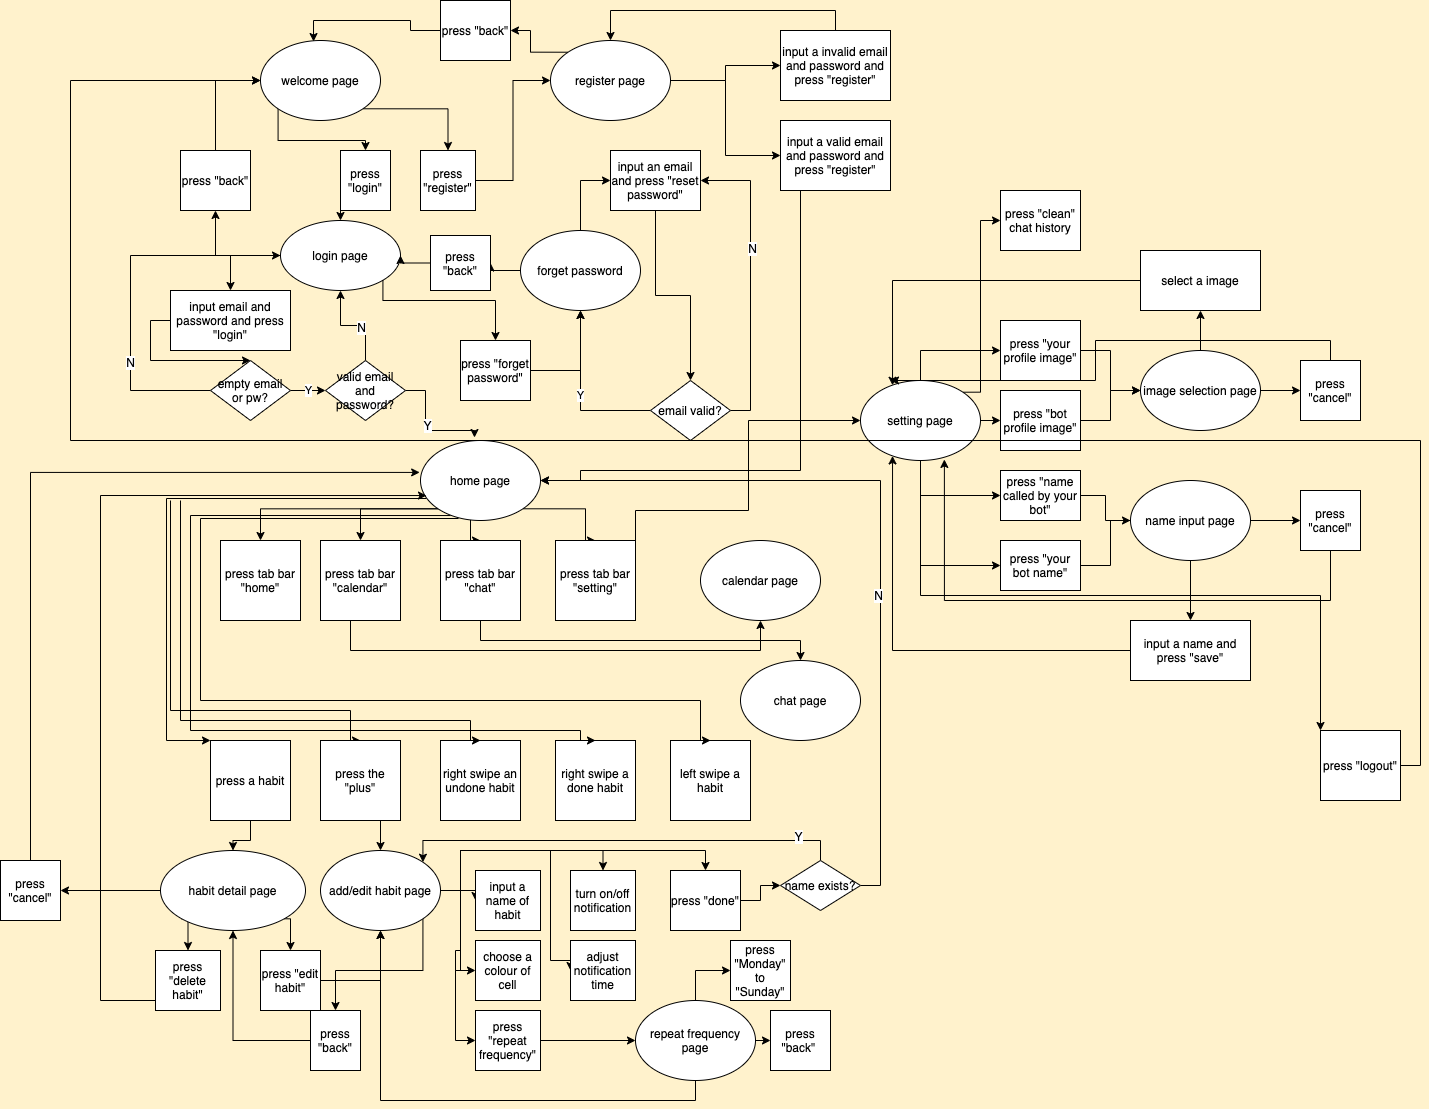 press "back"
welcome page
register page
input a invalid email
and password and
press "register"
input a valid email
and password and
press "register"
press "back"
press
"login"
press
"register"
input an email
and press "reset
password"
press "clean"
chat history
login page
press
"back"
forget password
N
select a image
input email and
password and press
"login"
N
N
press "forget
password"
press "your
profile image"
empty email
or pw?
Y
valid email
and
password?
Y
Y
email valid?
setting page
press "bot
profile image"
image selection page
press
"cancel"
home page
press "name
called by your
bot"
name input page
press
"cancel"
press tab bar
"home"
press tab bar
"calendar"
press tab bar
"chat"
press tab bar
"setting"
calendar page
N
press "your
bot name"
input a name and
press "save"
chat page
press a habit
press the
"plus"
right swipe an
undone habit
right swipe a
done habit
left swipe a
habit
press "logout"
Y
press
"cancel"
habit detail page
add/edit habit page
input a
name of
habit
turn on/off
notification
press "done"
name exists?
press
"delete
habit"
press "edit
habit"
choose a
colour of
cell
adjust
notification
time
press
"Monday"
to
"Sunday"
press
"back"
press
"repeat
frequency"
repeat frequency
page
press
"back"